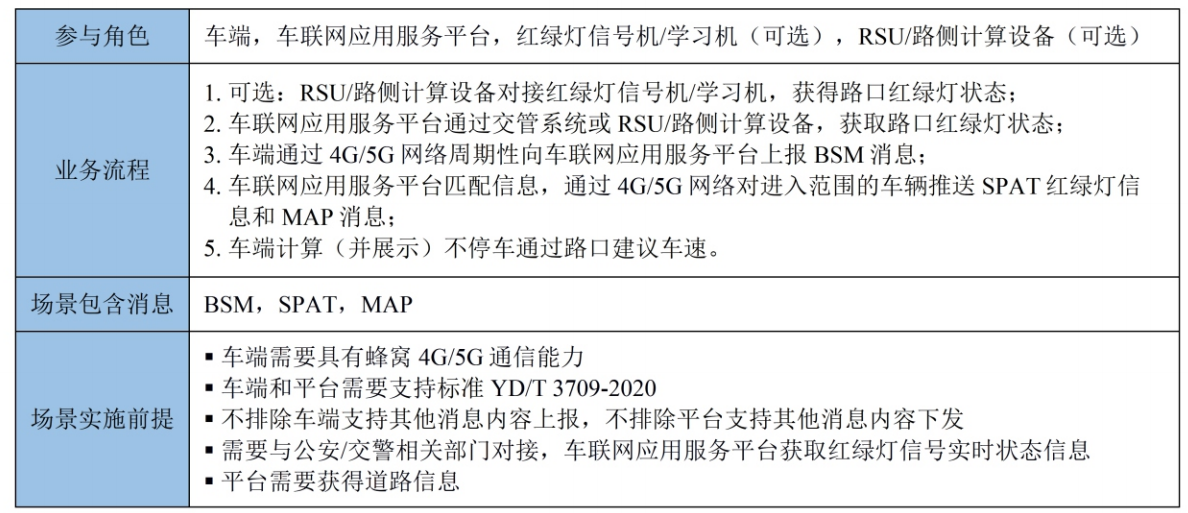 参与角色
车端，车联网应用服务平台，红绿灯信号机/学习机（可选），RSU/路侧计算设备（可选）
业务流程
1. 可选：RSU/路侧计算设备对接红绿灯信号机/学习机，获得路口红绿灯状态；
2. 车联网应用服务平台通过交管系统或 RSU/路侧计算设备，获取路口红绿灯状态；
3. 车端通过 4G/5G 网络周期性向车联网应用服务平台上报 BSM 消息；
4. 车联网应用服务平台匹配信息，通过 4G/5G 网络对进入范围的车辆推送 SPAT 红绿灯信
息和 MAP 消息；
5. 车端计算（并展示）不停车通过路口建议车速。
场景包含消息
BSM，SPAT，MAP
场景实施前提
▪ 车端需要具有蜂窝 4G/5G 通信能力
▪ 车端和平台需要支持标准 YD/T 3709-2020
▪ 不排除车端支持其他消息内容上报，不排除平台支持其他消息内容下发
▪ 需要与公安/交警相关部门对接，车联网应用服务平台获取红绿灯信号实时状态信息
▪ 平台需要获得道路信息